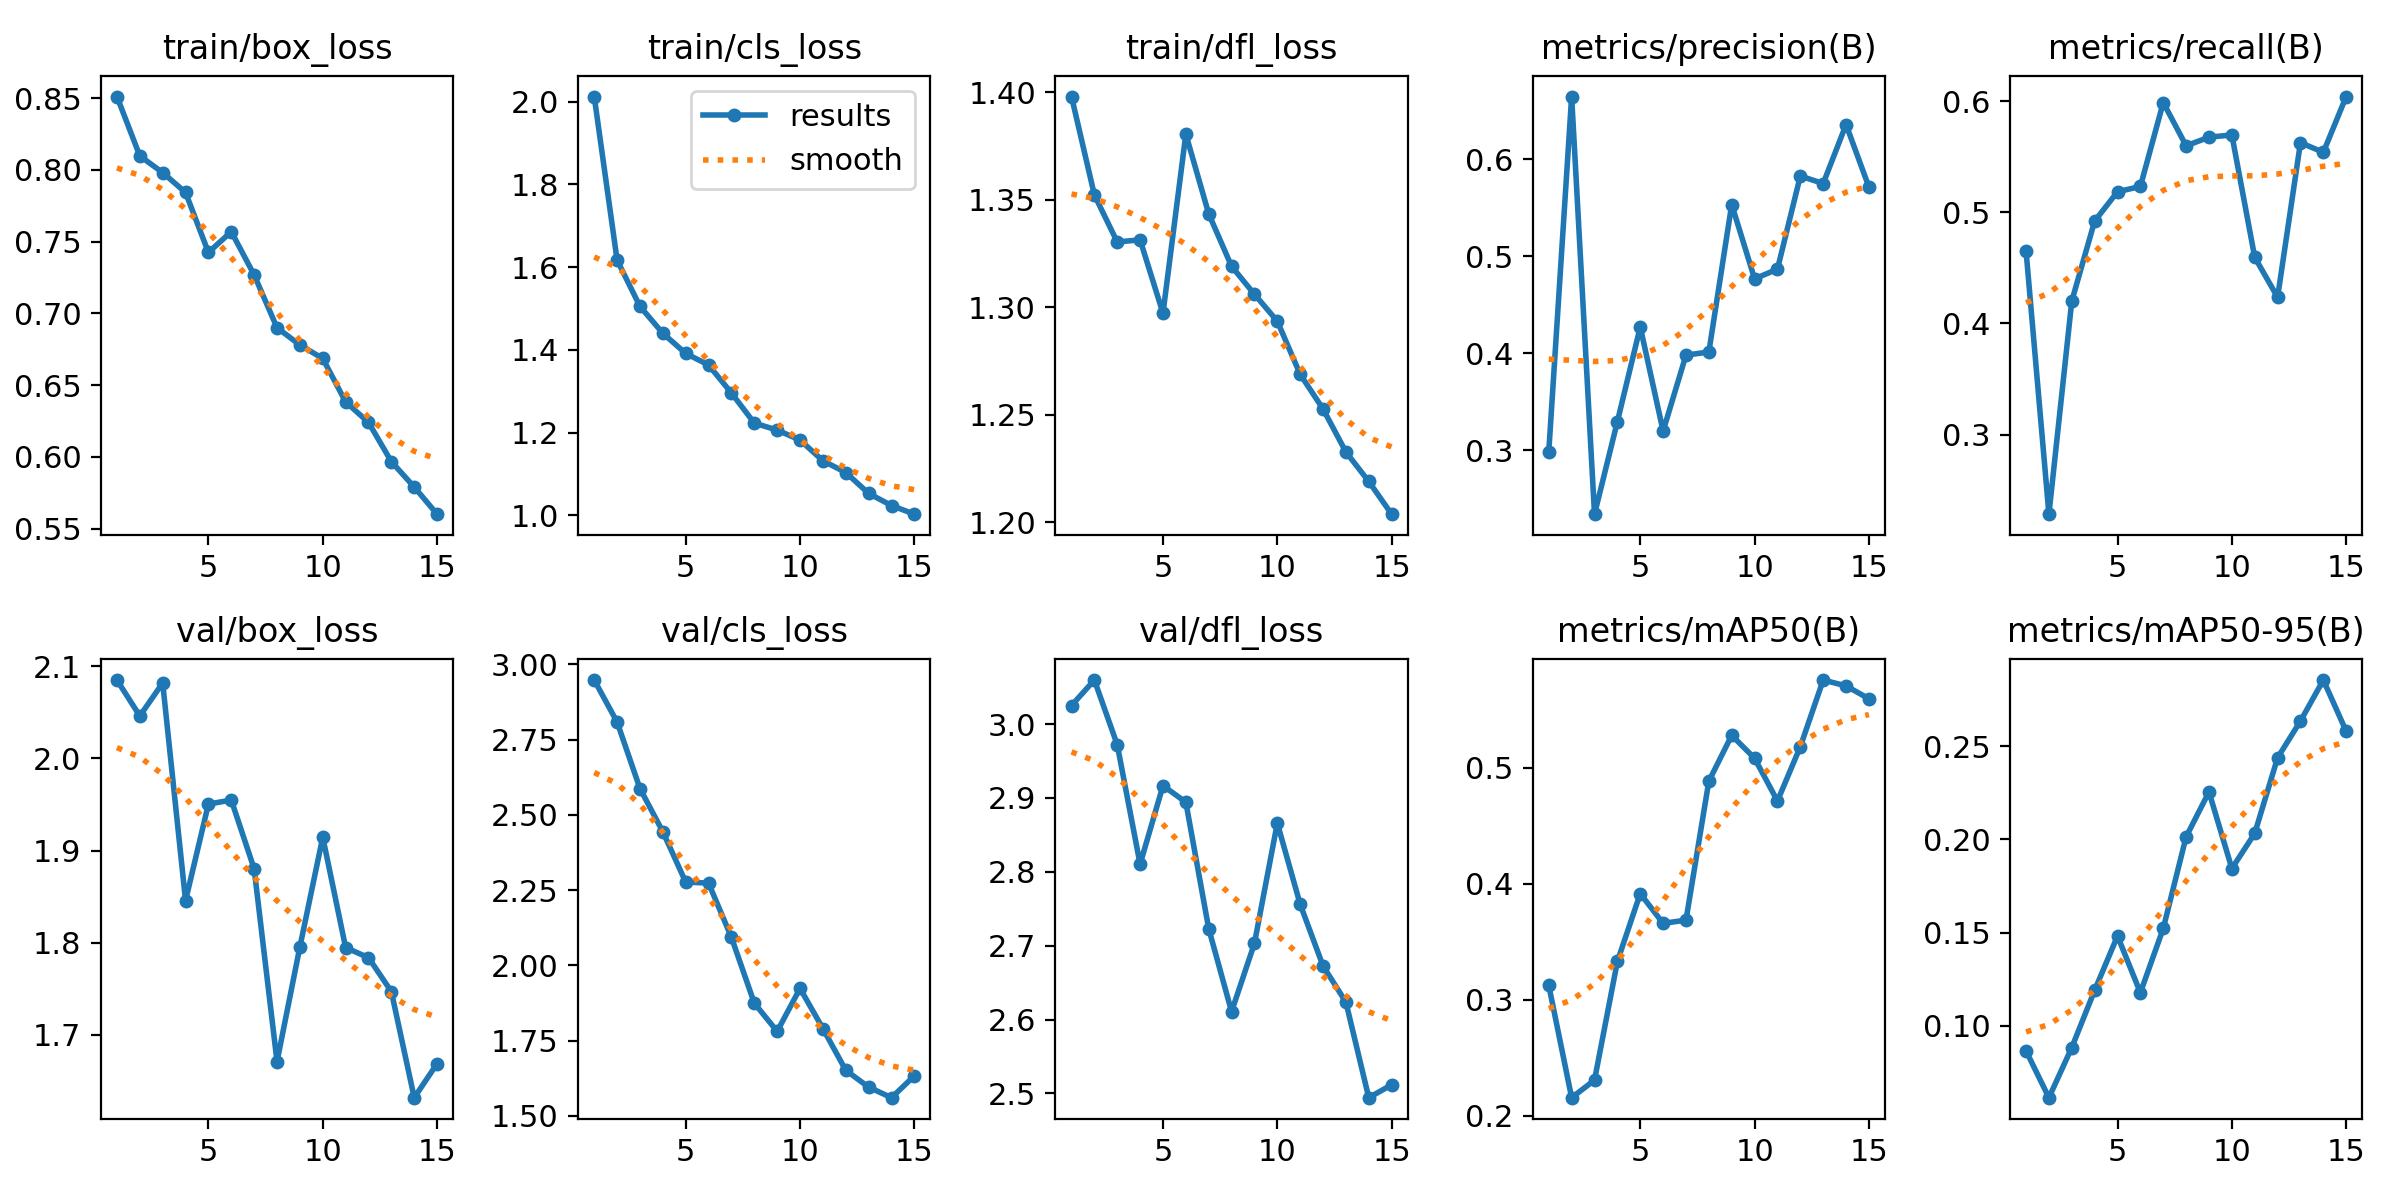 train/box_loss
train/cls_loss
train/dfl_loss
metrics/precision(B)
metrics/recall(B)
0.85
0.80
0.75
0.70
0.65
0.60
0.55
5 10 15
2.0
1.8
1.6
1.4
1.2
1.0
results
smooth
5 10 15
1.40
1.35
1.30
1.25
1.20
5 10 15
0.6
0.5
0.4
0.3
5 10 15
0.6
0.5
0.4
0.3
5 10 15
val/box_loss
val/cls_loss
val/dfl_loss
metrics/mAP50(B)
metrics/mAP50-95(B)
2.1
2.0
1.9
1.8
1.7
5 10 15
3.00
2.75
2.50
2.25
2.00
1.75
1.50
5 10 15
3.0
2.9
2.8
2.7
2.6
2.5
5 10 15
0.5
0.4
0.3
0.2
5 10 15
0.25
0.20
0.15
0.10
5 10 15